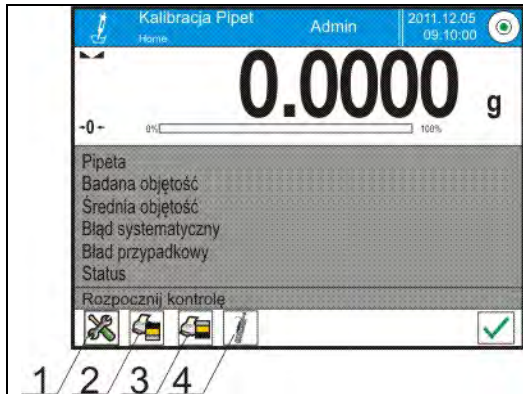 Kalibracja Pipet
Home
Admin
2011.12.05
09:10:00
0.0000 g
-0-
0% 100%
Pipeta
Badana objętość
Średnia objętość
Błąd systematyczny
Bład przypadkowy
Status
Rozpocznij kontrolę
1 2 3 4